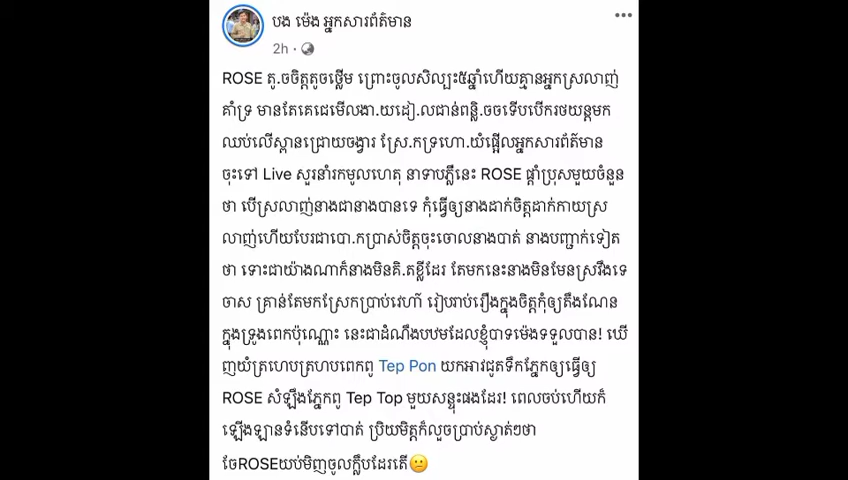 បង ម៉េង អ្នកសារព័ត៌មាន
2h ·
ROSE តូ.ចចិត្តតូចថ្លើម ព្រោះចូលសិល្បះ៥ឆ្នាំហើយគ្មានអ្នកស្រលាញ់
គាំទ្រ មានតែគេជេមើលងា.យដៀ.លដាន់ពន្លិ.ចចទើបបើករថយន្តមក
ឈប់លើស្ពានជ្រោយចង្វារ ស្រែ.កទ្រហោ.យំផ្អើលអ្នកសារព័ត៌មាន
ចុះទៅ Live សួរនាំរកមូលហេតុ នាទាបភ្លឺនេះ ROSE ផ្តាំប្រុសមួយចំនួន
ថា បើស្រលាញ់នាងជានាងបានទេ កុំធ្វើឲ្យនាងដាក់ចិត្តដាក់កាយស្រ
លាញ់ហើយបែរជាបោ.កប្រាស់ចិត្តចុះចោលនាងបាត់ នាងបញ្ជាក់ទៀត
ថា ទោះជាយ៉ាងណាក៏នាងមិនគិ.តខ្លីដែរ តែមកនេះនាងមិនមែនស្រវឹងទេ
ចាស គ្រាន់តែមកស្រែកប្រាប់រេហា៍ រៀបរាប់រឿងក្នុងចិត្តកុំឲ្យតឹងណែន
ក្នុងទ្រូងពេកប៉ុណ្ណោះ នេះជាដំណឹងបឋមដែលខ្ញុំបាទម៉េងទទួលបាន! ឃើ
ញយំត្រហេបត្រហបពេកពូ Tep Pon យកអាវជូតទឹកភ្នែកឲ្យធ្វើឲ្យ
ROSE សំឡឹងភ្នែកពូ Tep Top មួយសន្ទុះផងដែរ! ពេលចប់ហើយក៏
ឡើងឡានទំនើបទៅបាត់ ប្រិយមិត្តក៏លួចប្រាប់ស្ងាត់ៗថា
ចែROSEយប់មិញចូលក្លឹបដែរតើ😕